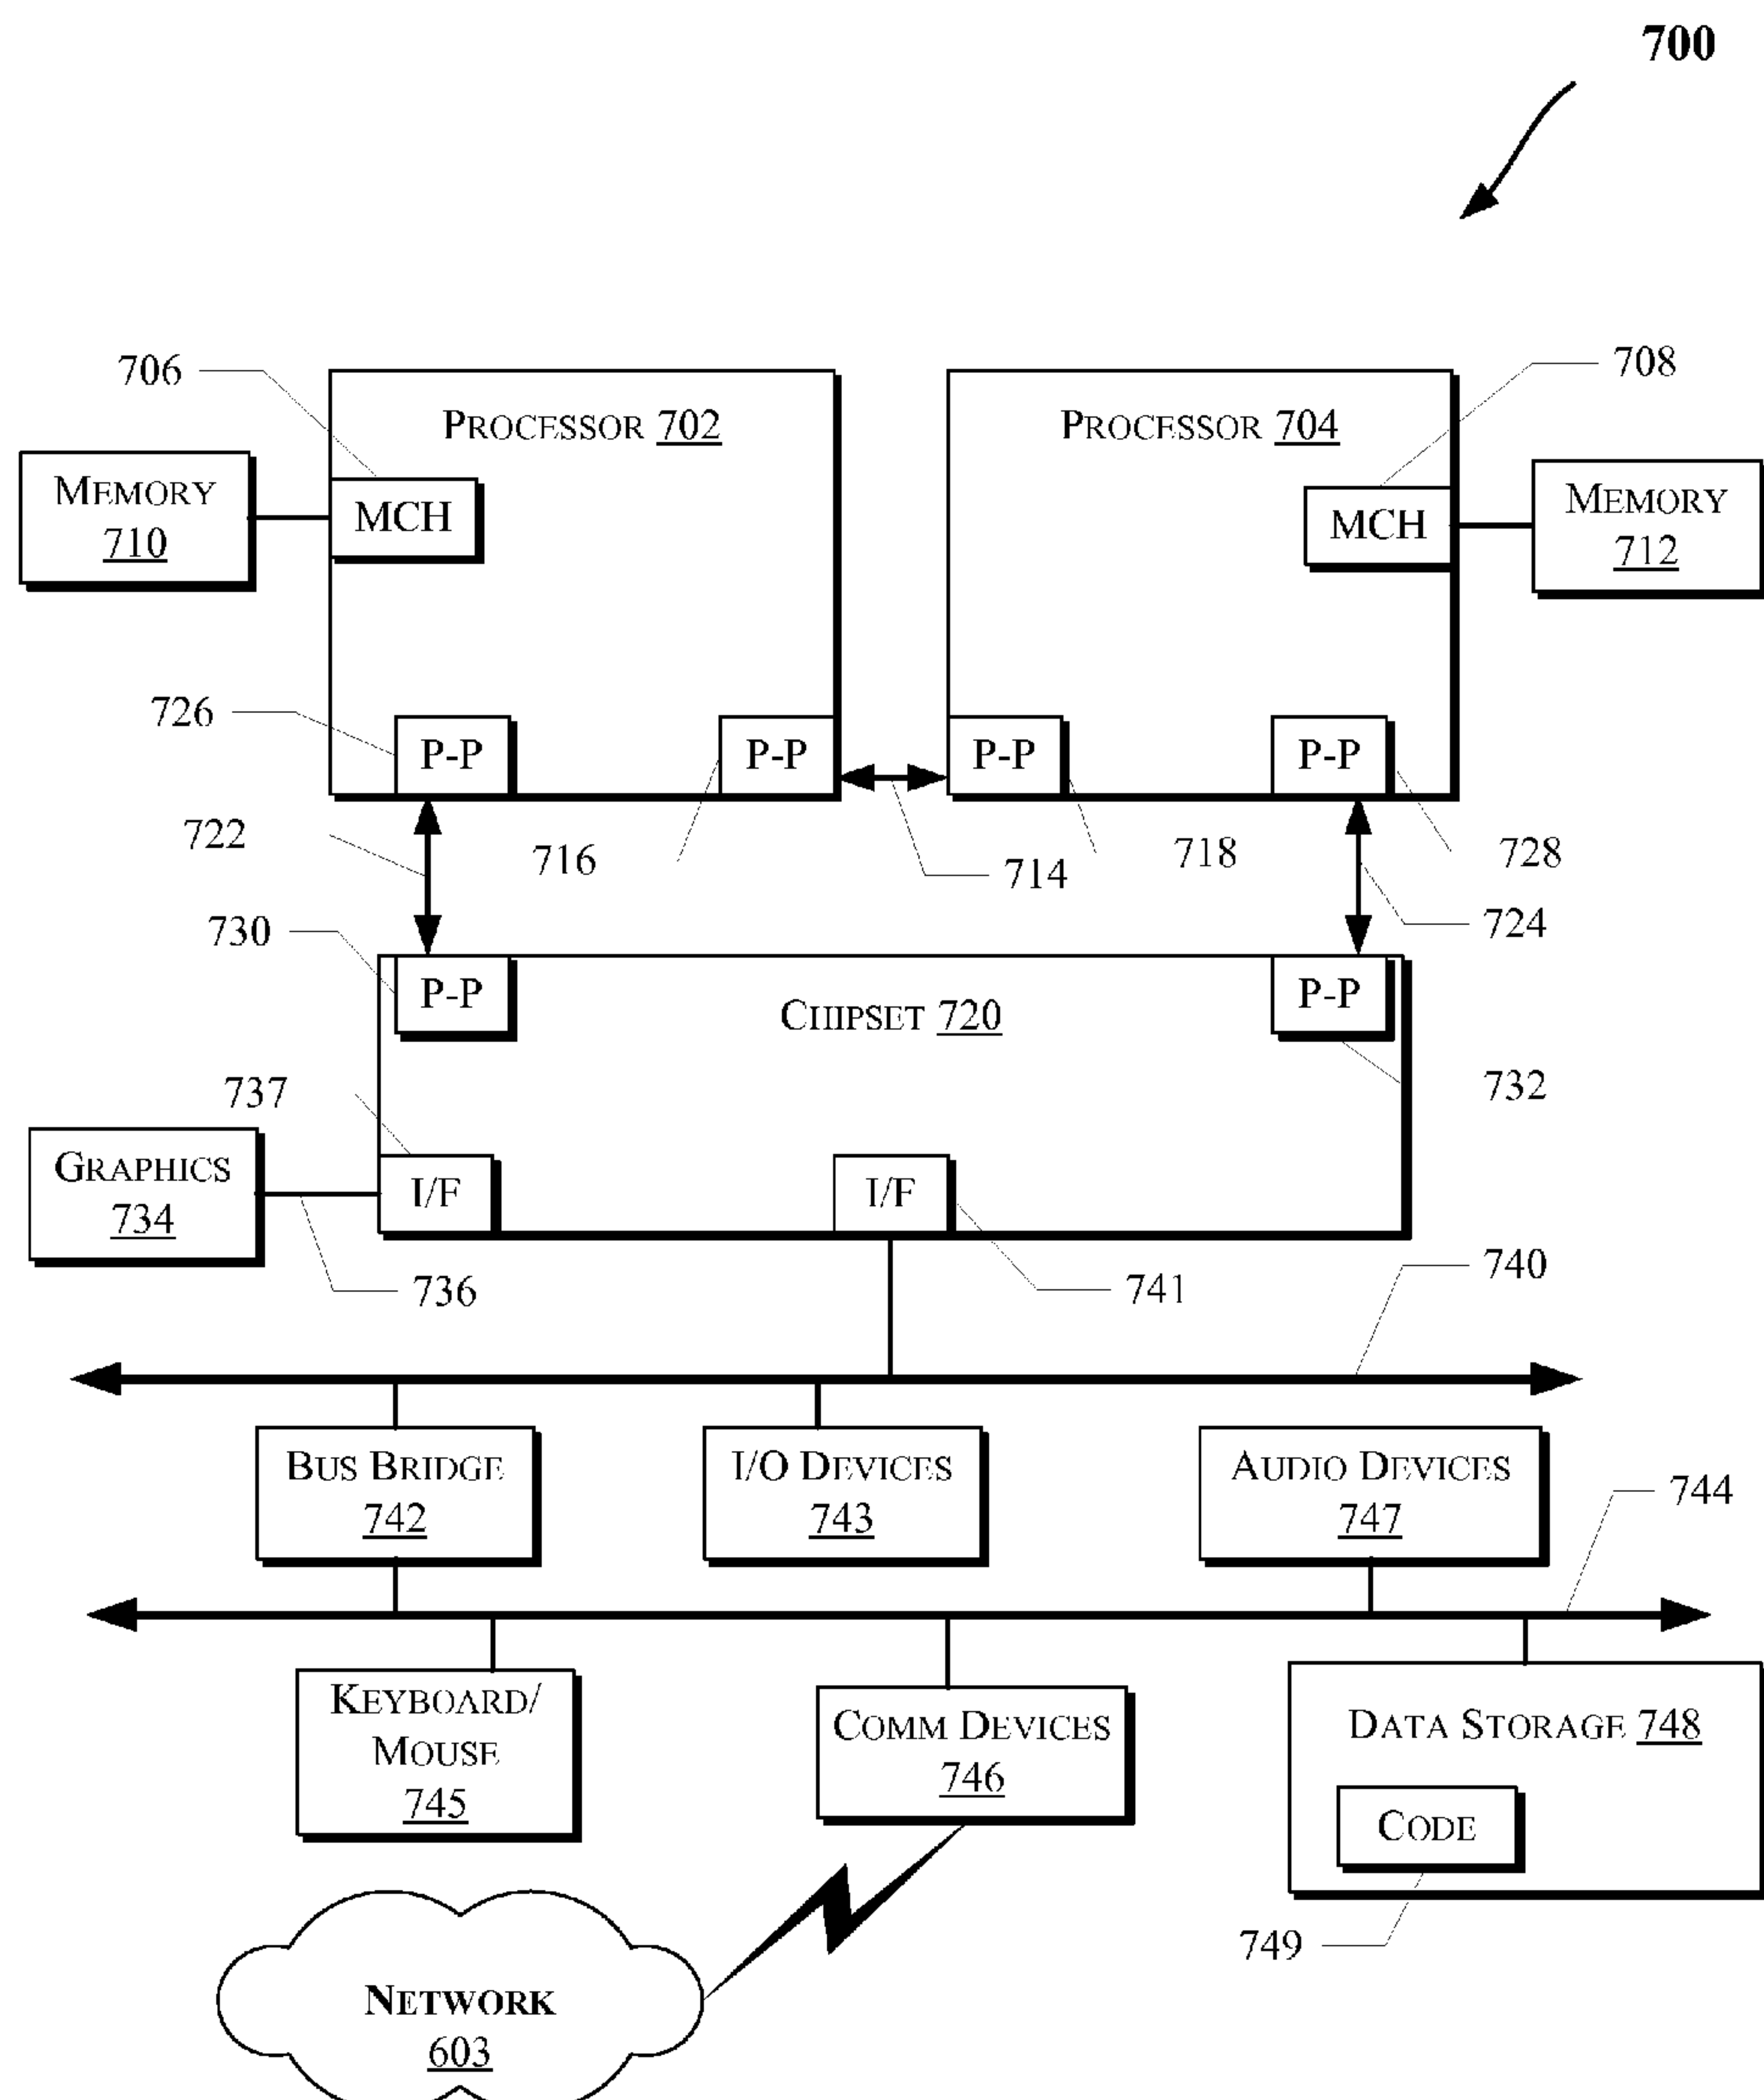 700
706
708
PROCESSOR 702
PROCESSOR 704
MEMORY
710
MCH
MCH
MEMORY
712
726
P-P
P-P
P-P
P-P
722
716
714
718
728
724
730
P-P
CHIPSET 720
P-P
732
737
GRAPHICS
734
I/F
I/F
736
741
740
BUS BRIDGE
742
I/O DEVICES
743
AUDIO DEVICES
747
744
KEYBOARD/
MOUSE
745
COMM DEVICES
746
DATA STORAGE 748
CODE
749
NETWORK
603